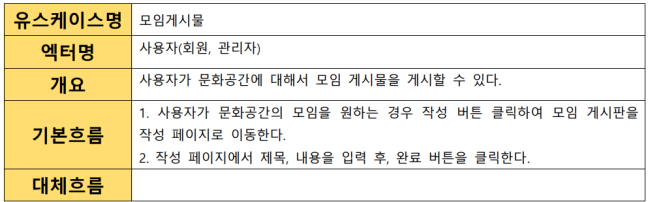 유스케이스명 모임게시물
엑터명 사용자(회원, 관리자)
개요 사용자가 문화공간에 대해서 모임 게시물을 게시할 수 있다.
기본흐름 1. 사용자가 문화공간의 모임을 원하는 경우 작성 버튼 클릭하여 모임 게시판을
작성 페이지로 이동한다.
2. 작성 페이지에서 제목, 내용을 입력 후, 완료 버튼을 클릭한다.
대체흐름